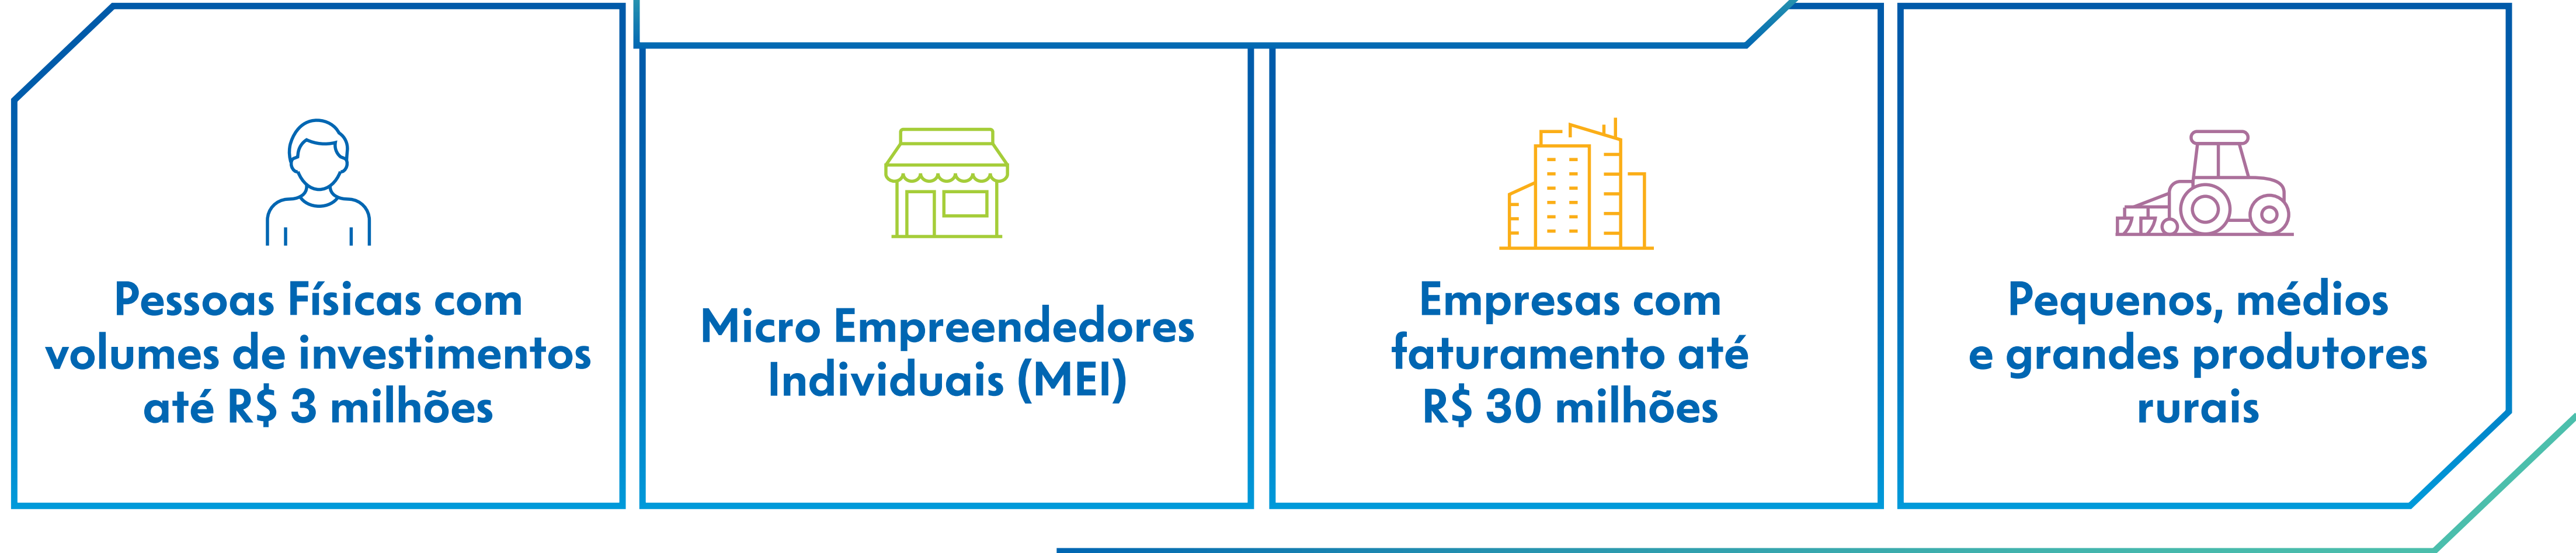 Pessoas Físicas com
volumes de investimentos
até R$ 3 milhões
Micro Empreendedores
Individuais (MEI)
Empresas com
faturamento até
R$ 30 milhões
Pequenos, médios
e grandes produtores
rurais